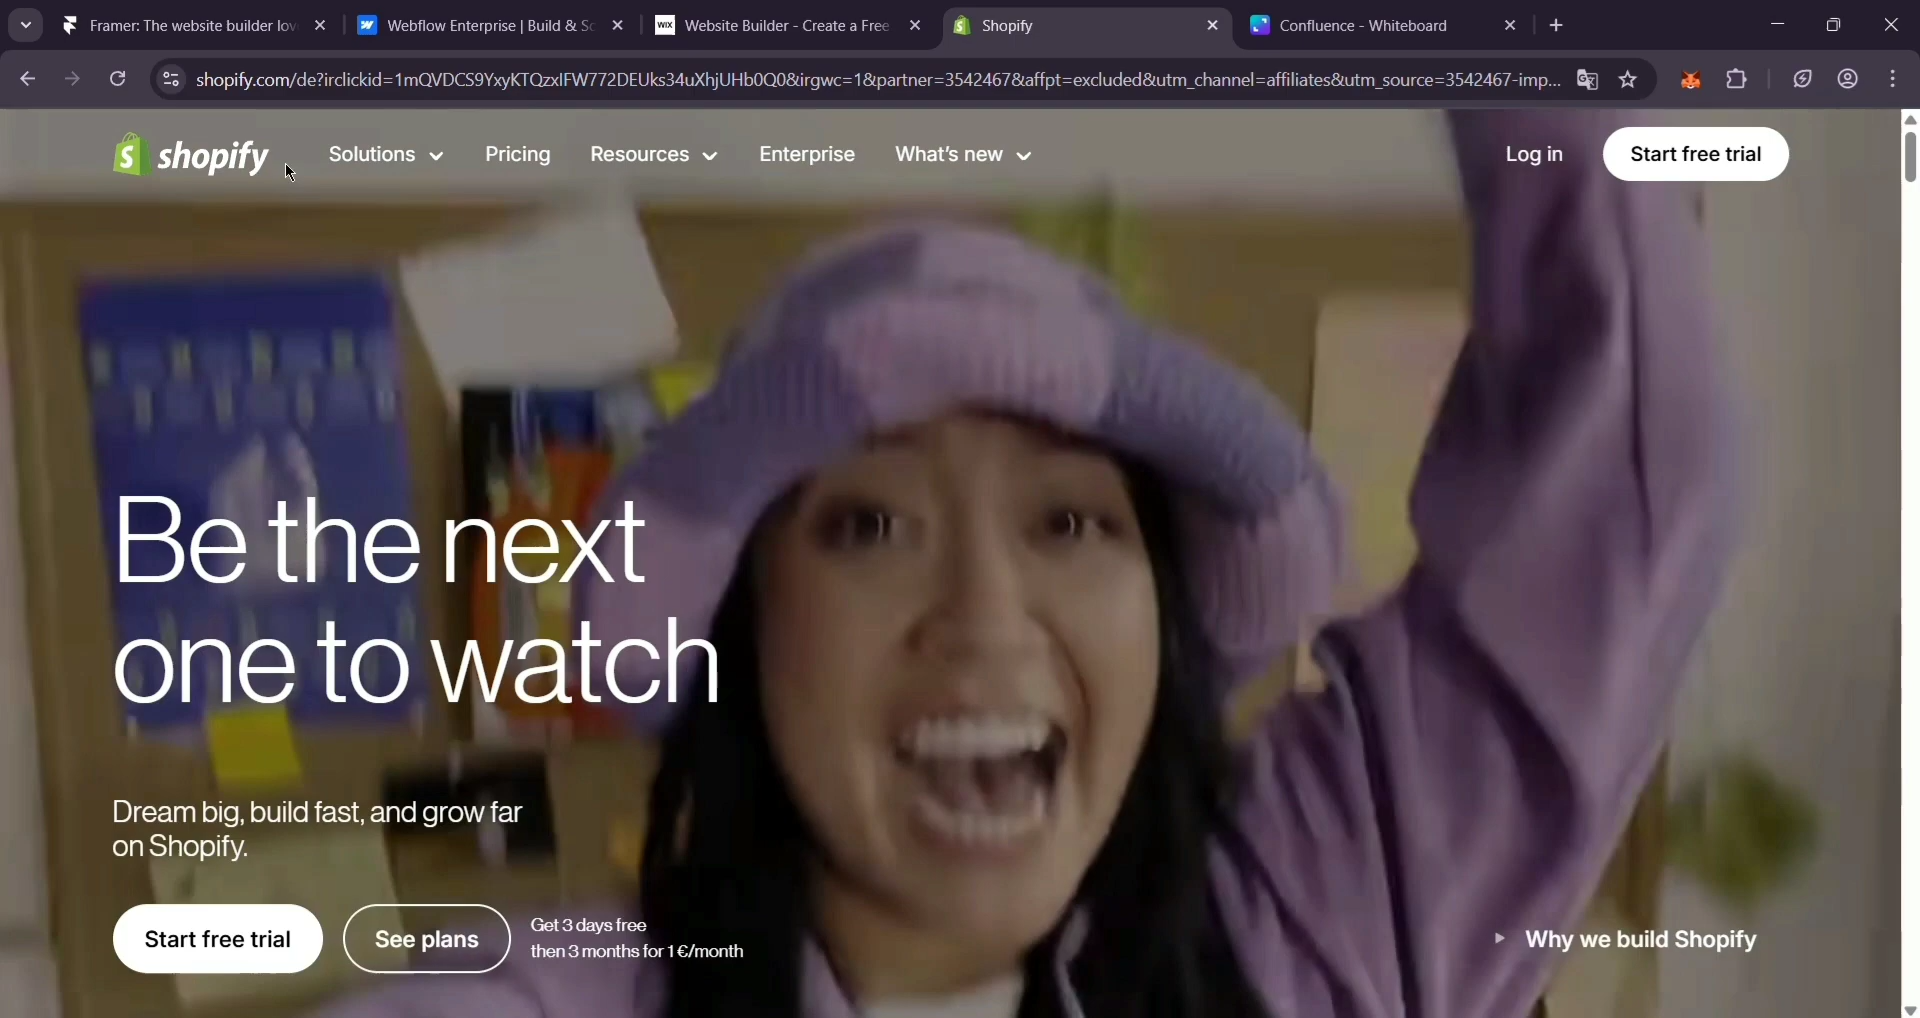 Framer: The website builder lov
Webflow Enterprise | Build & Sc
WIX
Website Builder - Create a Free
Shopify
Confluence - Whiteboard
shopify.com/de?irclickid=1mQVDCS9YxyKTQzxIFW772DEUks34uXhjUHb0Q0&irgwc=1&partner=3542467&affpt=excluded&utm_channel=affiliates&utm_source=3542467-imp...
shopify
Solutions
Pricing
Resources
Enterprise
What's new
Log in
Start free trial
Be the next
one to watch
Dream big, build fast, and grow far
on Shopify.
Start free trial
See plans
Get 3 days free
then 3 months for 1 €/month
Why we build Shopify